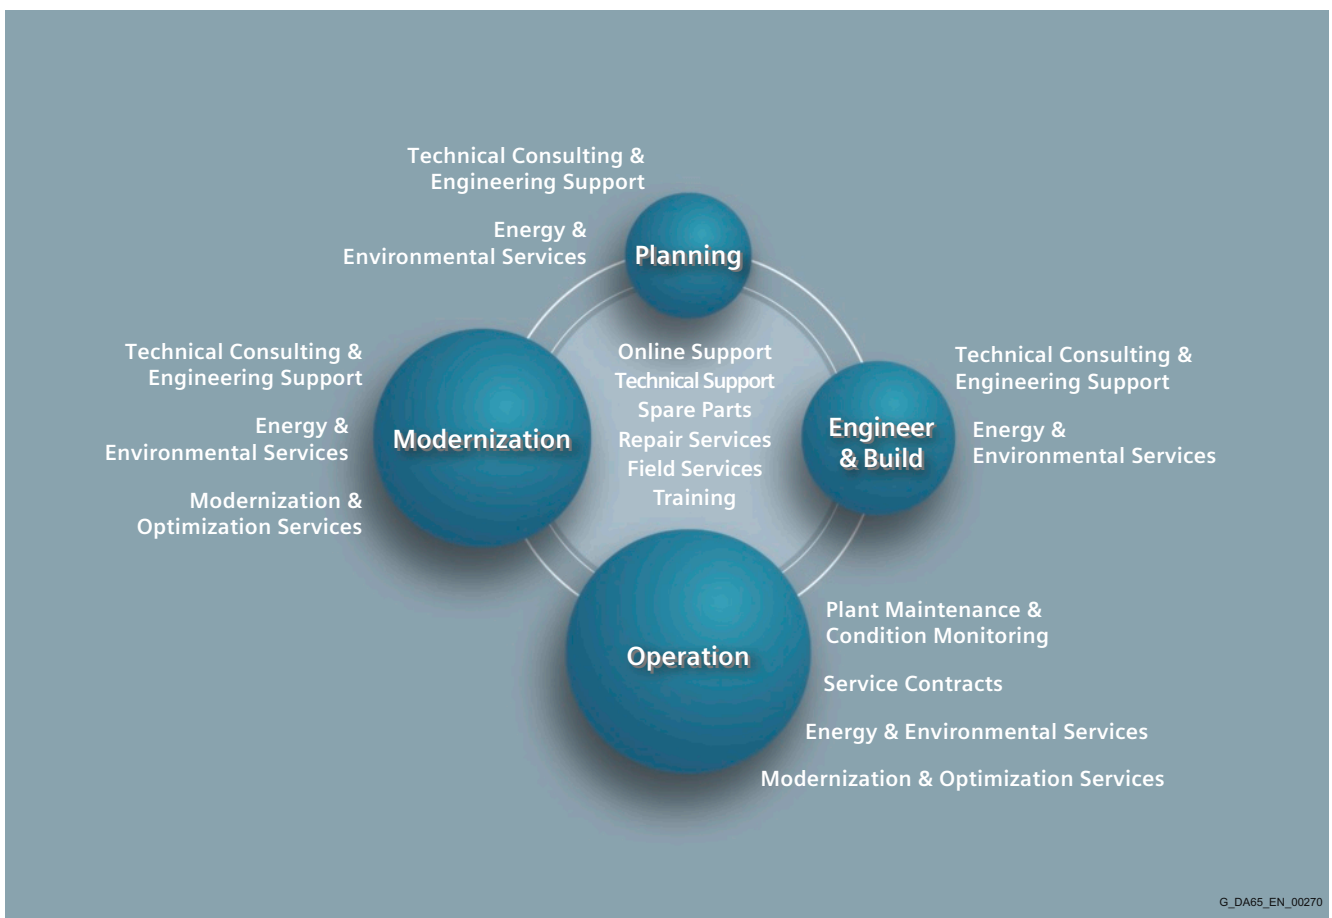 Technical Consulting &
Engineering Support
Energy &
Environmental Services
Planning
Technical Consulting &
Engineering Support
Energy &
Environmental Services
Modernization &
Optimization Services
Modernization
Online Support
Technical Support
Spare Parts
Repair Services
Field Services
Training
Engineer
& Build
Technical Consulting &
Engineering Support
Energy &
Environmental Services
Operation
Plant Maintenance &
Condition Monitoring
Service Contracts
Energy & Environmental Services
Modernization & Optimization Services
G_DA65_EN_00270